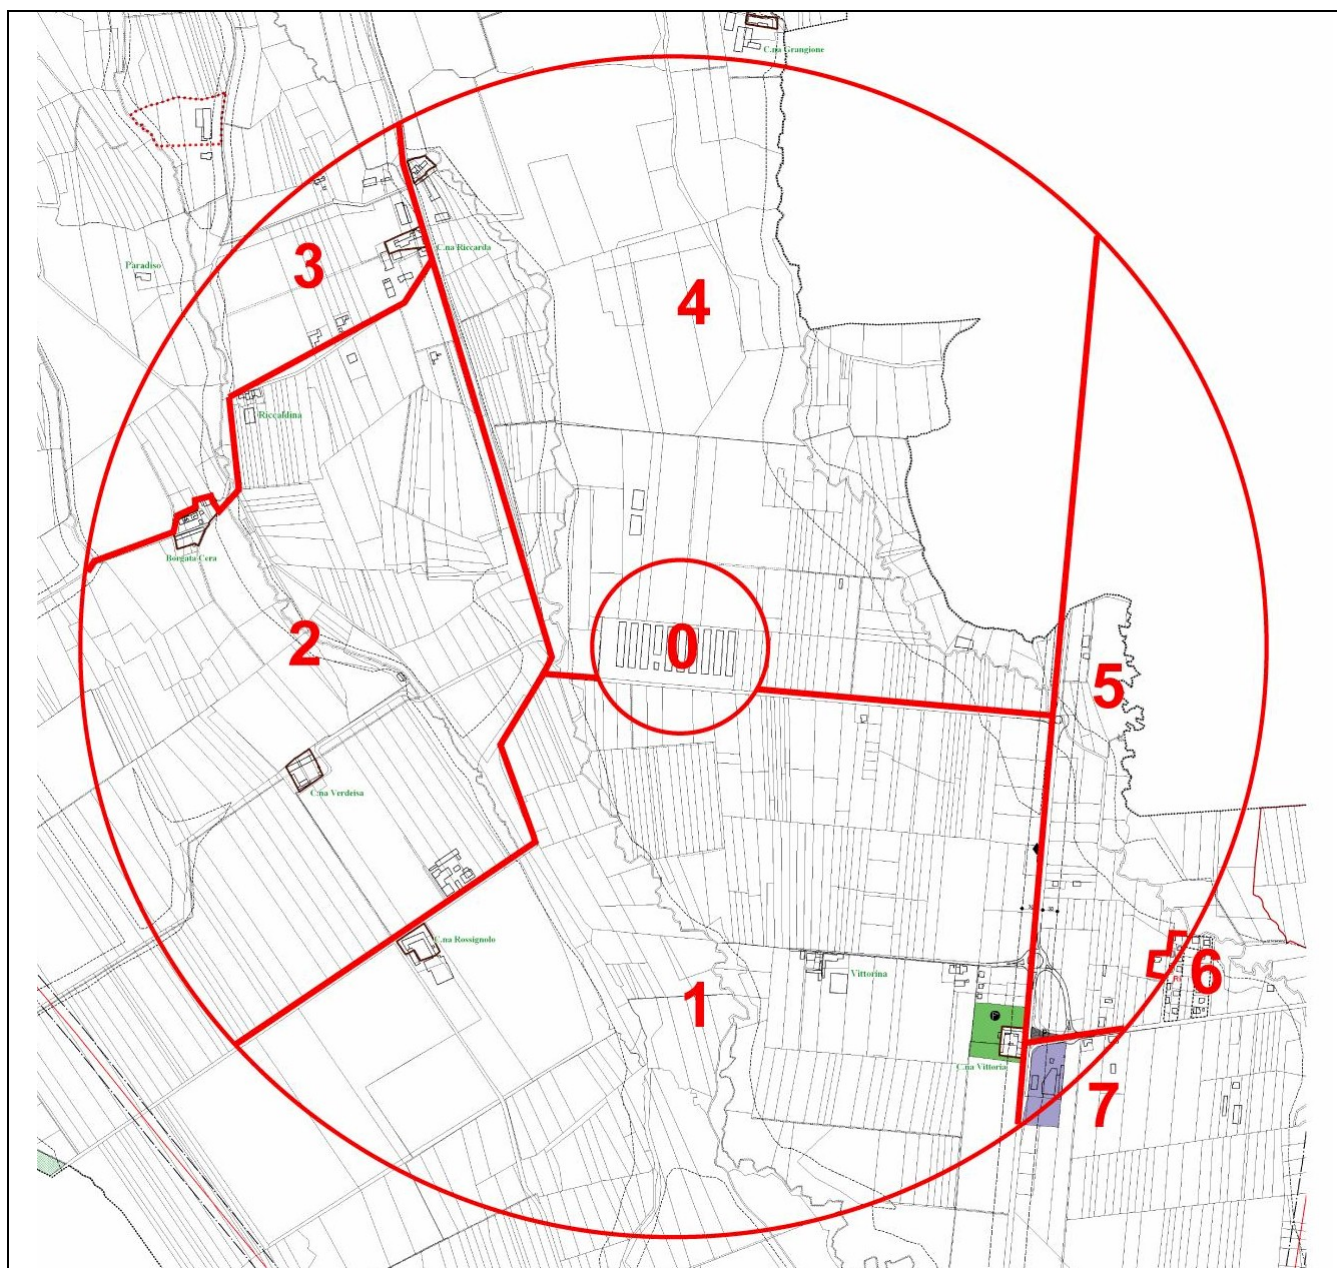 C.na Grangione
3
C.na Riccarda
Paradiso
4
Riccaldina
Borgata Cera
2
0
5
C.na Verdeisa
C.na Rossignolo
Vittorina
6
1
P
C.na Vittoria
7